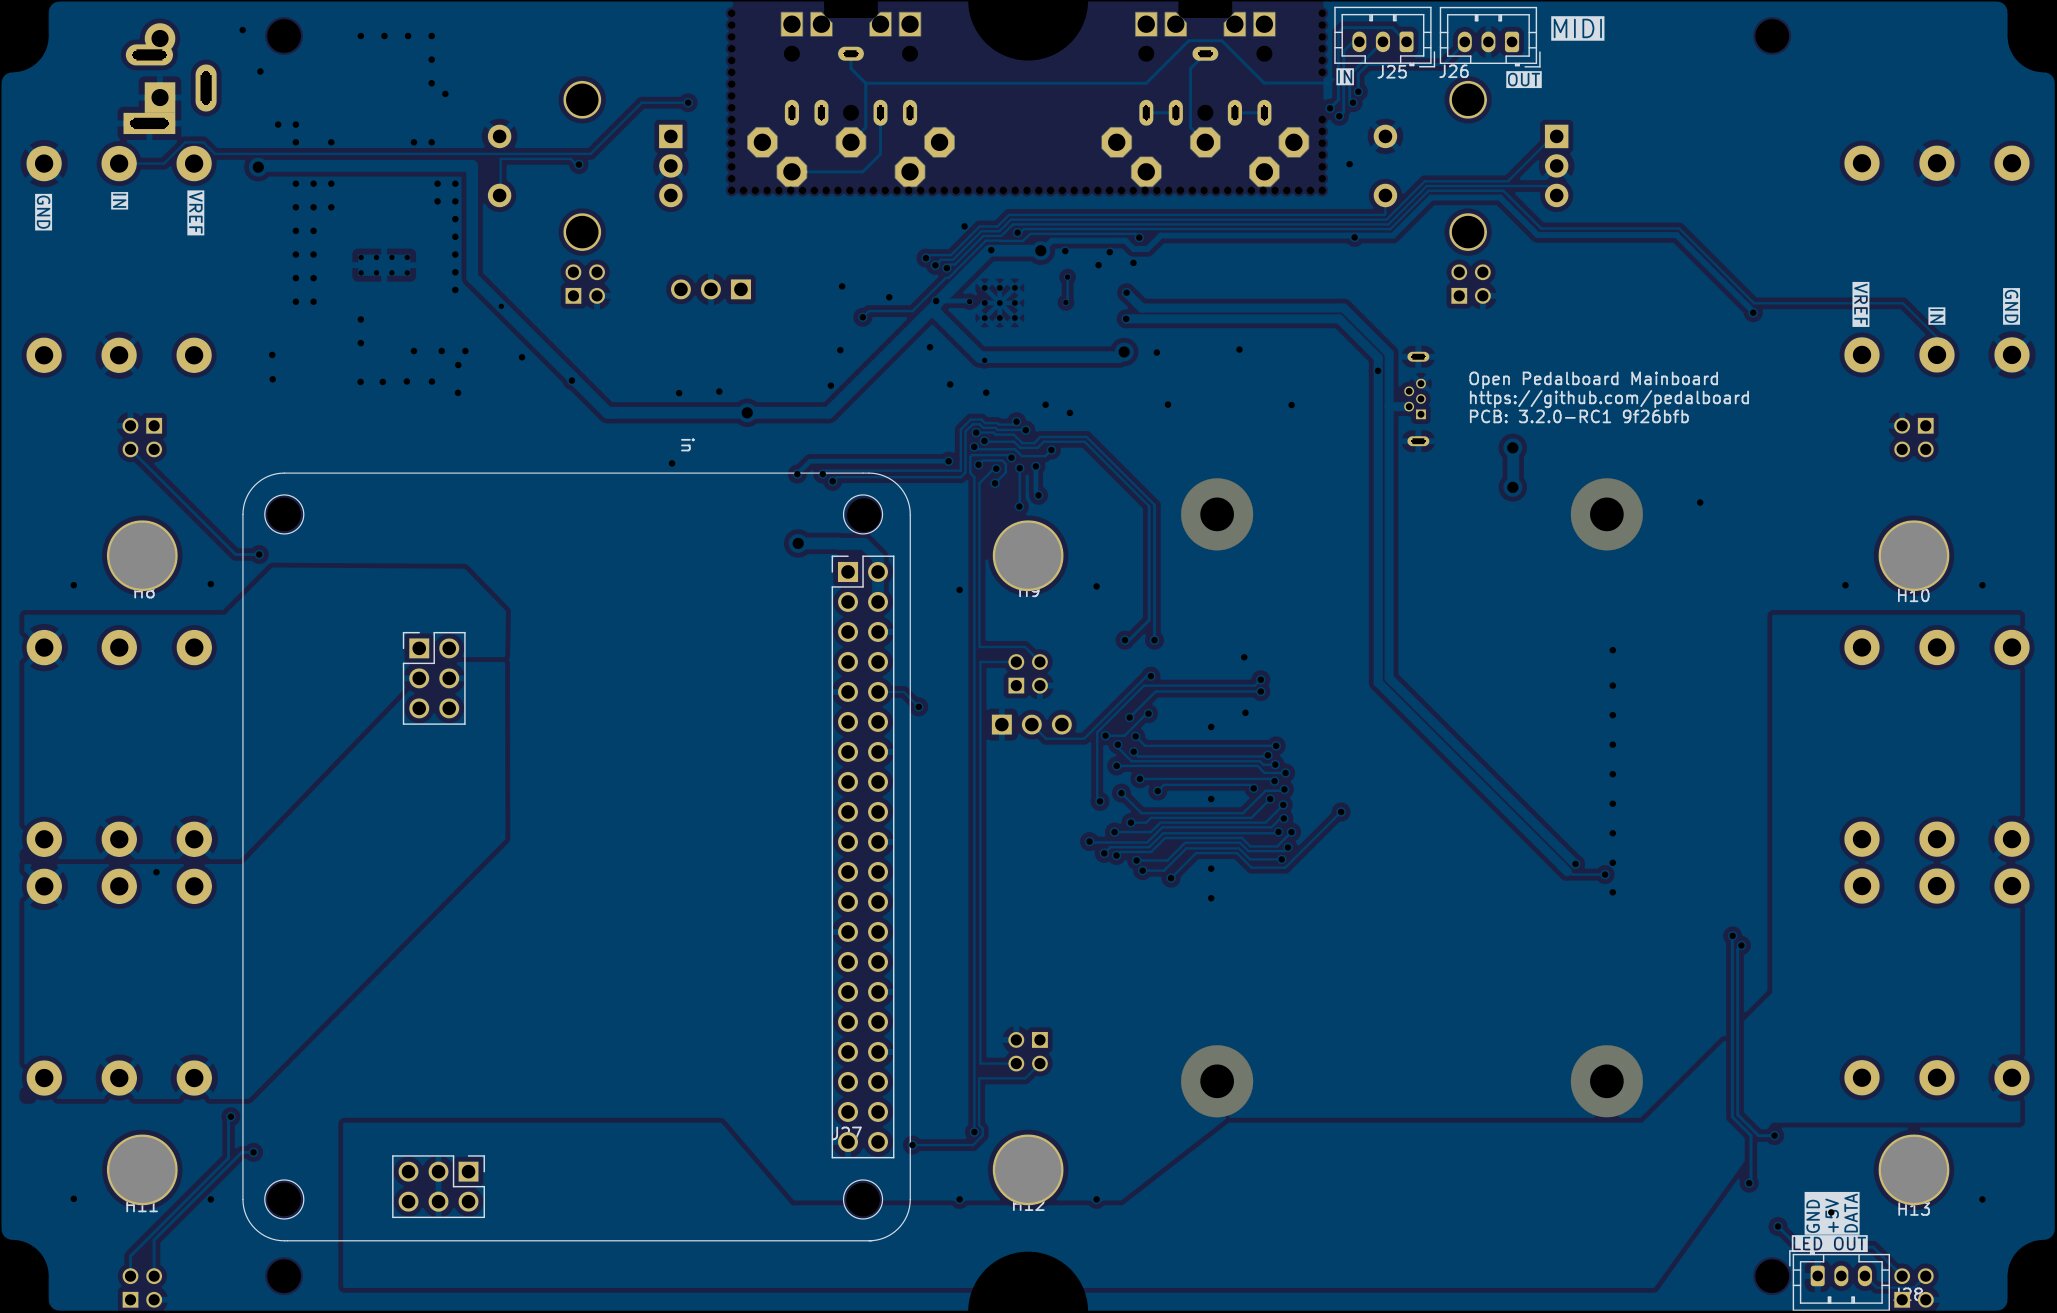 MIDI
J25
J26
IN
OUT
GND
IN
VREF
VREF
IN
GND
Open Pedalboard Mainboard
https://github.com/pedalboard
PCB: 3.2.0-RC1 9f26bfb
in
H8
H9
H10
J27
H11
H12
H13
GND
+5V
DATA
LED OUT